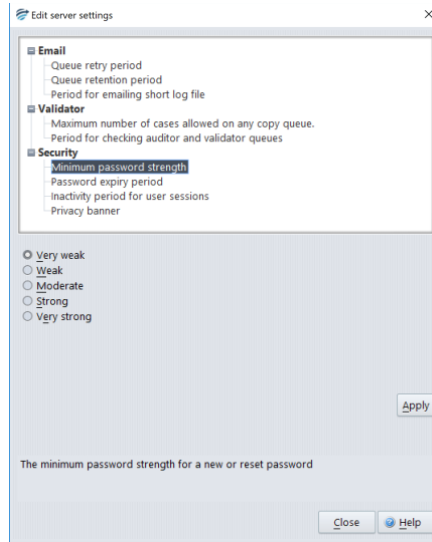 Edit server settings
Email
Queue retry period
Queue retention period
Period for emailing short log file
Validator
Maximum number of cases allowed on any copy queue.
Period for checking auditor and validator queues
Security
Minimum password strength
Password expiry period
Inactivity period for user sessions
Privacy banner
Very weak
Weak
Moderate
Strong
Very strong
Apply
The minimum password strength for a new or reset password
Close Help